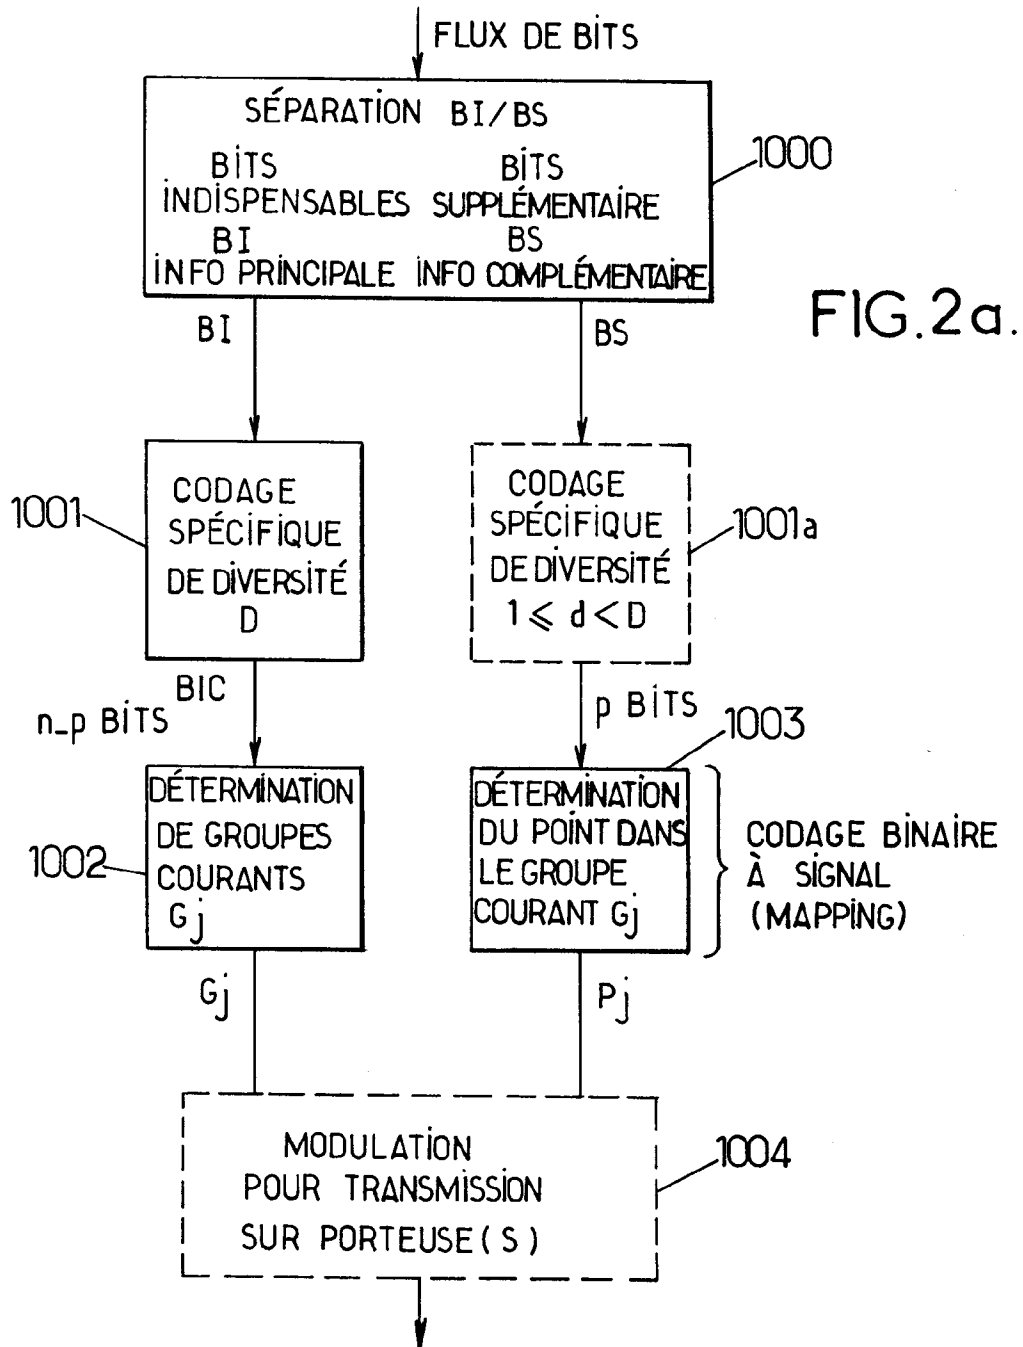 FLUX DE BITS
SÉPARATION BI/BS
1000
BITS
INDISPENSABLES
BI
INFO PRINCIPALE
BITS
SUPPLÉMENTAIRE
BS
INFO COMPLÉMENTAIRE
FIG.2a.
BI
BS
1001
CODAGE
SPÉCIFIQUE
DE DIVERSITÉ
D
CODAGE
SPÉCIFIQUE
DE DIVERSITÉ
1 ⩽ d < D
1001a
BIC
n_p BITS
p BITS
1003
1002
DÉTERMINATION
DE GROUPES
COURANTS
Gj
DÉTERMINATION
DU POINT DANS
LE GROUPE
COURANT Gj
CODAGE BINAIRE
À SIGNAL
(MAPPING)
Gj
Pj
MODULATION
POUR TRANSMISSION
SUR PORTEUSE(S)
1004